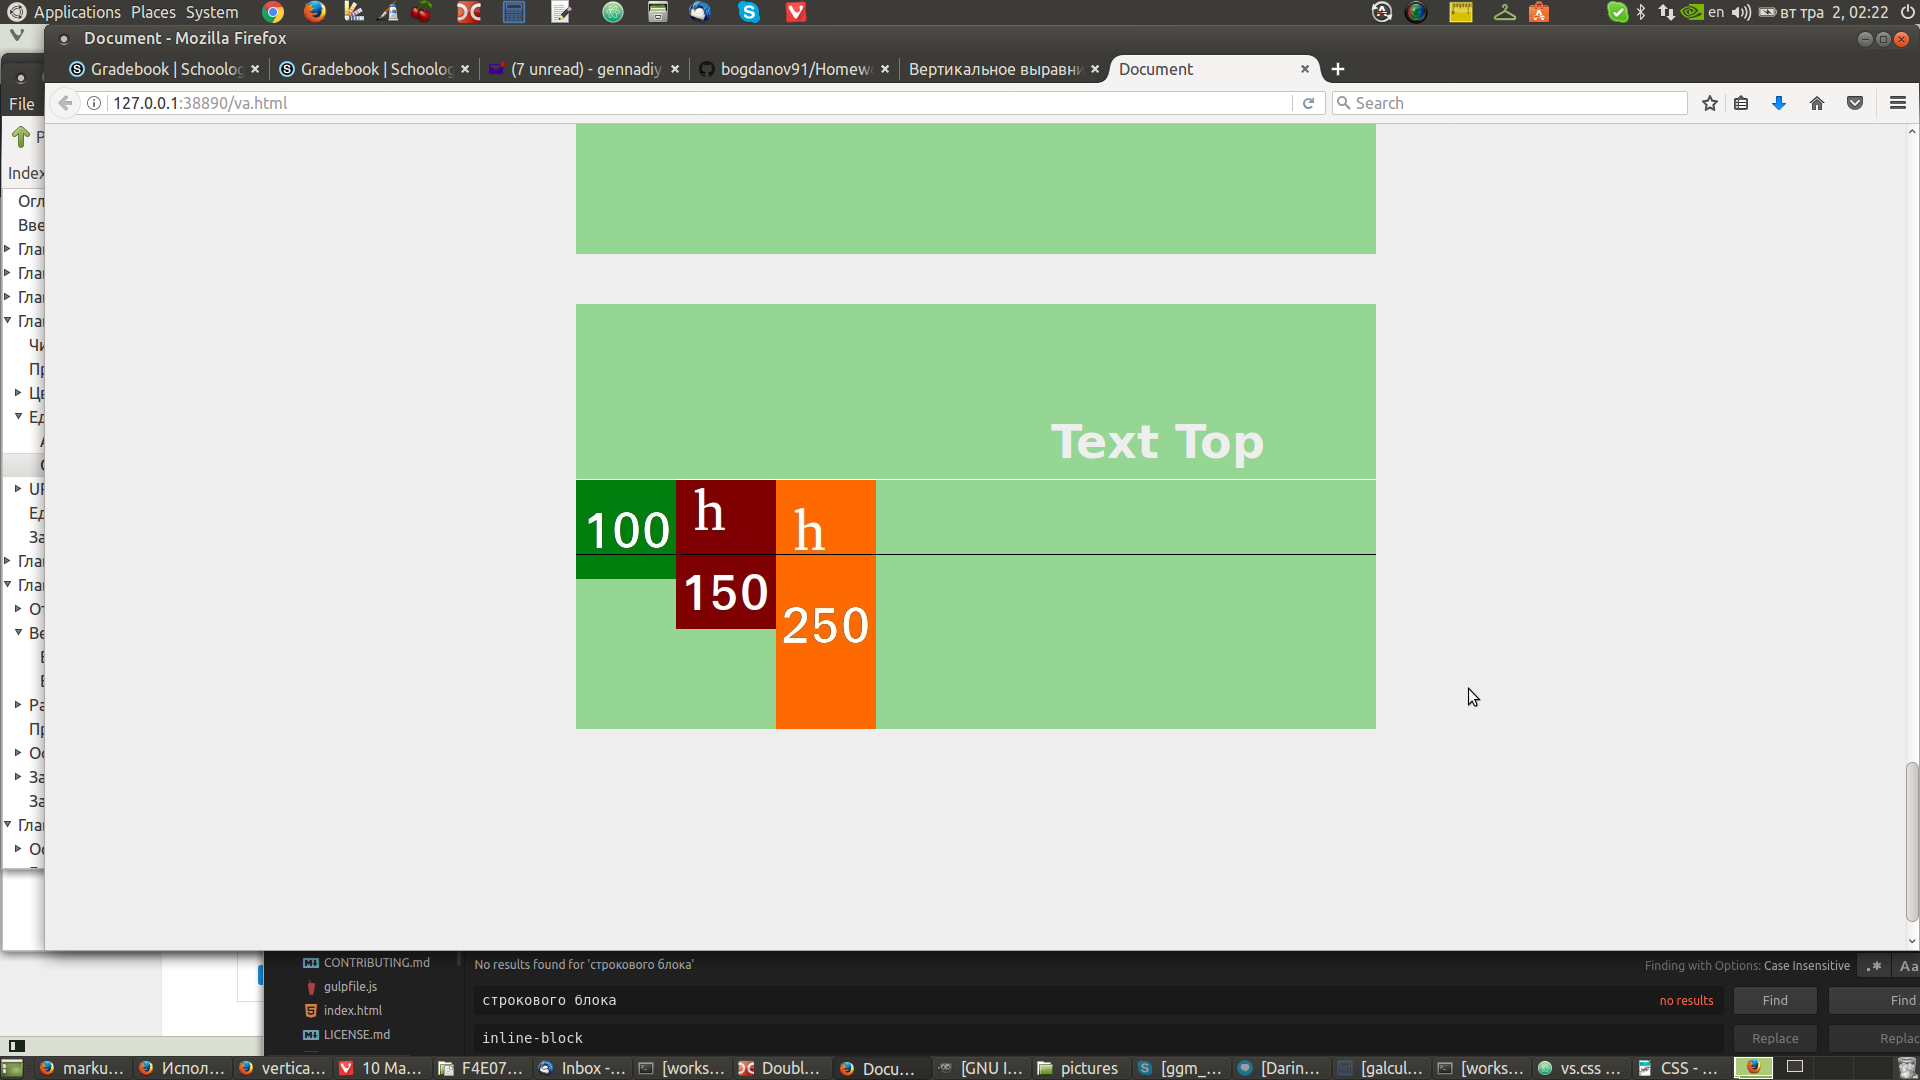 Applications Places System
en
вт тра 2, 02:22
Document - Mozilla Firefox
Gradebook | Schoolog
Gradebook | Schoolog
(7 unread) - gennadiy
bogdanov91/Homew
Вертикальное выравни
Document
File
127.0.0.1:38890/va.html
Search
P
Index
Огл
Вве
Гла
Гла
Гла
Гла
Чи
Пр
Цв
Ед
UR
Ед
За
Гла
Гла
От
Ве
Ра
Пр
Ос
За
За
Гла
Ос
Text Top
100
h
h
150
250
CONTRIBUTING.md
gulpfile.js
index.html
LICENSE.md
No results found for 'строкового блока'
Finding with Options: Case Insensitive
.*
Aa
строкового блока
no results
Find
Find
inline-block
Replace
Replac
marku...
Испол...
vertica...
10 Ma...
F4E07...
Inbox -...
[works...
Doubl...
Docu...
[GNU I...
pictures
[ggm_...
[Darin...
[galcul...
[works...
vs.css ...
CSS - ...